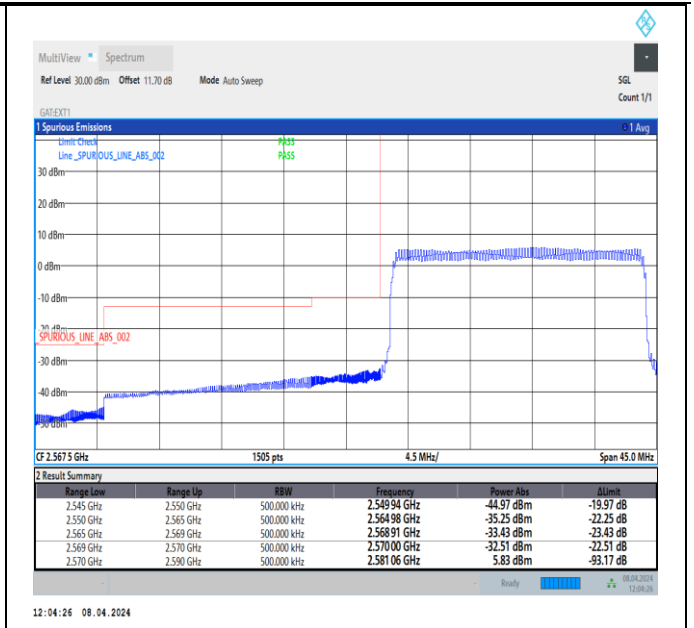 MultiView Spectrum
Ref Level 30.00 dBm Offset 11.70 dB Mode Auto Sweep SGL
Count 1/1
GAT:EXT1
1 Spurious Emissions 1 Avg
Limit Check PASS
Line _SPURIOUS_LINE_ABS_002 PASS
30 dBm
20 dBm
10 dBm
0 dBm
-10 dBm
-20 dBm
_SPURIOUS_LINE_ABS_002
-30 dBm
-40 dBm
-50 dBm
CF 2.567 5 GHz 1505 pts 4.5 MHz/ Span 45.0 MHz
2 Result Summary
Range Low Range Up RBW Frequency Power Abs ΔLimit
2.545 GHz 2.550 GHz 500.000 kHz 2.549 94 GHz -44.97 dBm -19.97 dB
2.550 GHz 2.565 GHz 500.000 kHz 2.564 98 GHz -35.25 dBm -22.25 dB
2.565 GHz 2.569 GHz 500.000 kHz 2.568 91 GHz -33.43 dBm -23.43 dB
2.569 GHz 2.570 GHz 500.000 kHz 2.570 00 GHz -32.51 dBm -22.51 dB
2.570 GHz 2.590 GHz 500.000 kHz 2.581 06 GHz 5.83 dBm -93.17 dB
Ready 08.04.2024
12:04:26
12:04:26 08.04.2024